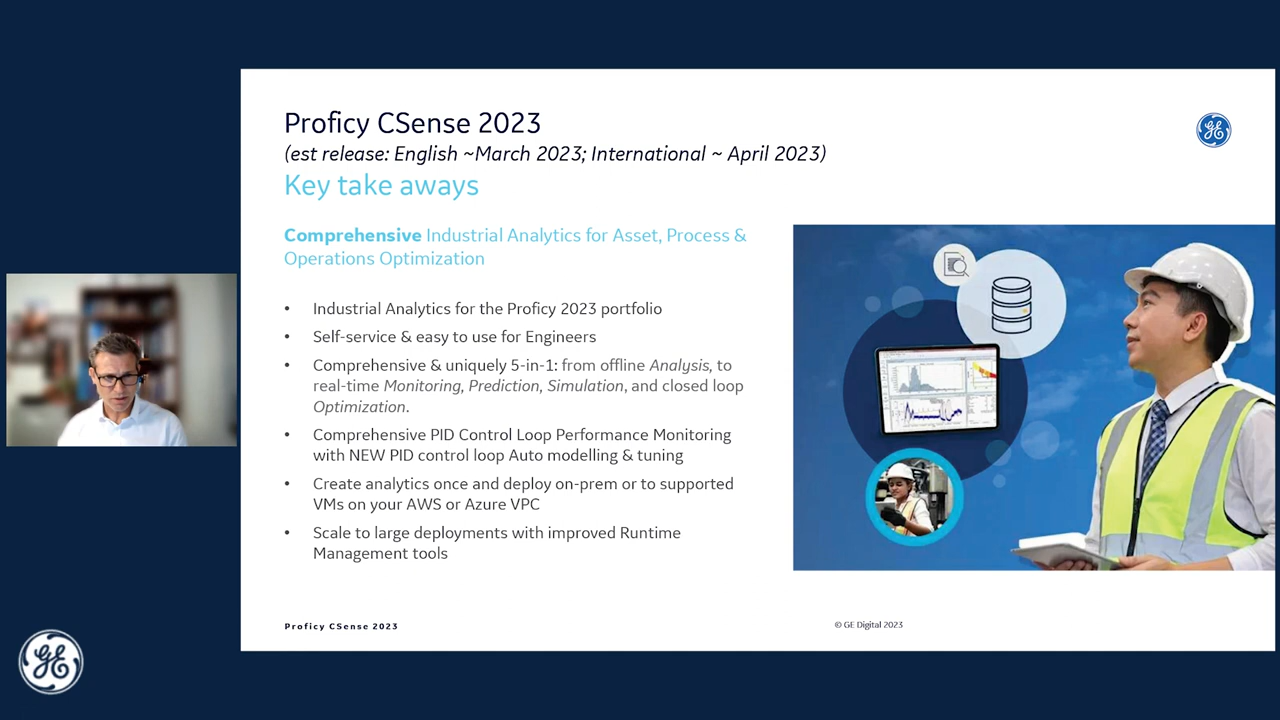 Proficy CSense 2023
(est release: English ~March 2023; International ~ April 2023)
Key take aways
Comprehensive Industrial Analytics for Asset, Process &
Operations Optimization
• Industrial Analytics for the Proficy 2023 portfolio
• Self-service & easy to use for Engineers
• Comprehensive & uniquely 5-in-1: from offline Analysis, to
real-time Monitoring, Prediction, Simulation, and closed loop
Optimization.
• Comprehensive PID Control Loop Performance Monitoring
with NEW PID control loop Auto modelling & tuning
• Create analytics once and deploy on-prem or to supported
VMs on your AWS or Azure VPC
• Scale to large deployments with improved Runtime
Management tools
Proficy CSense 2023
© GE Digital 2023
GE
GE